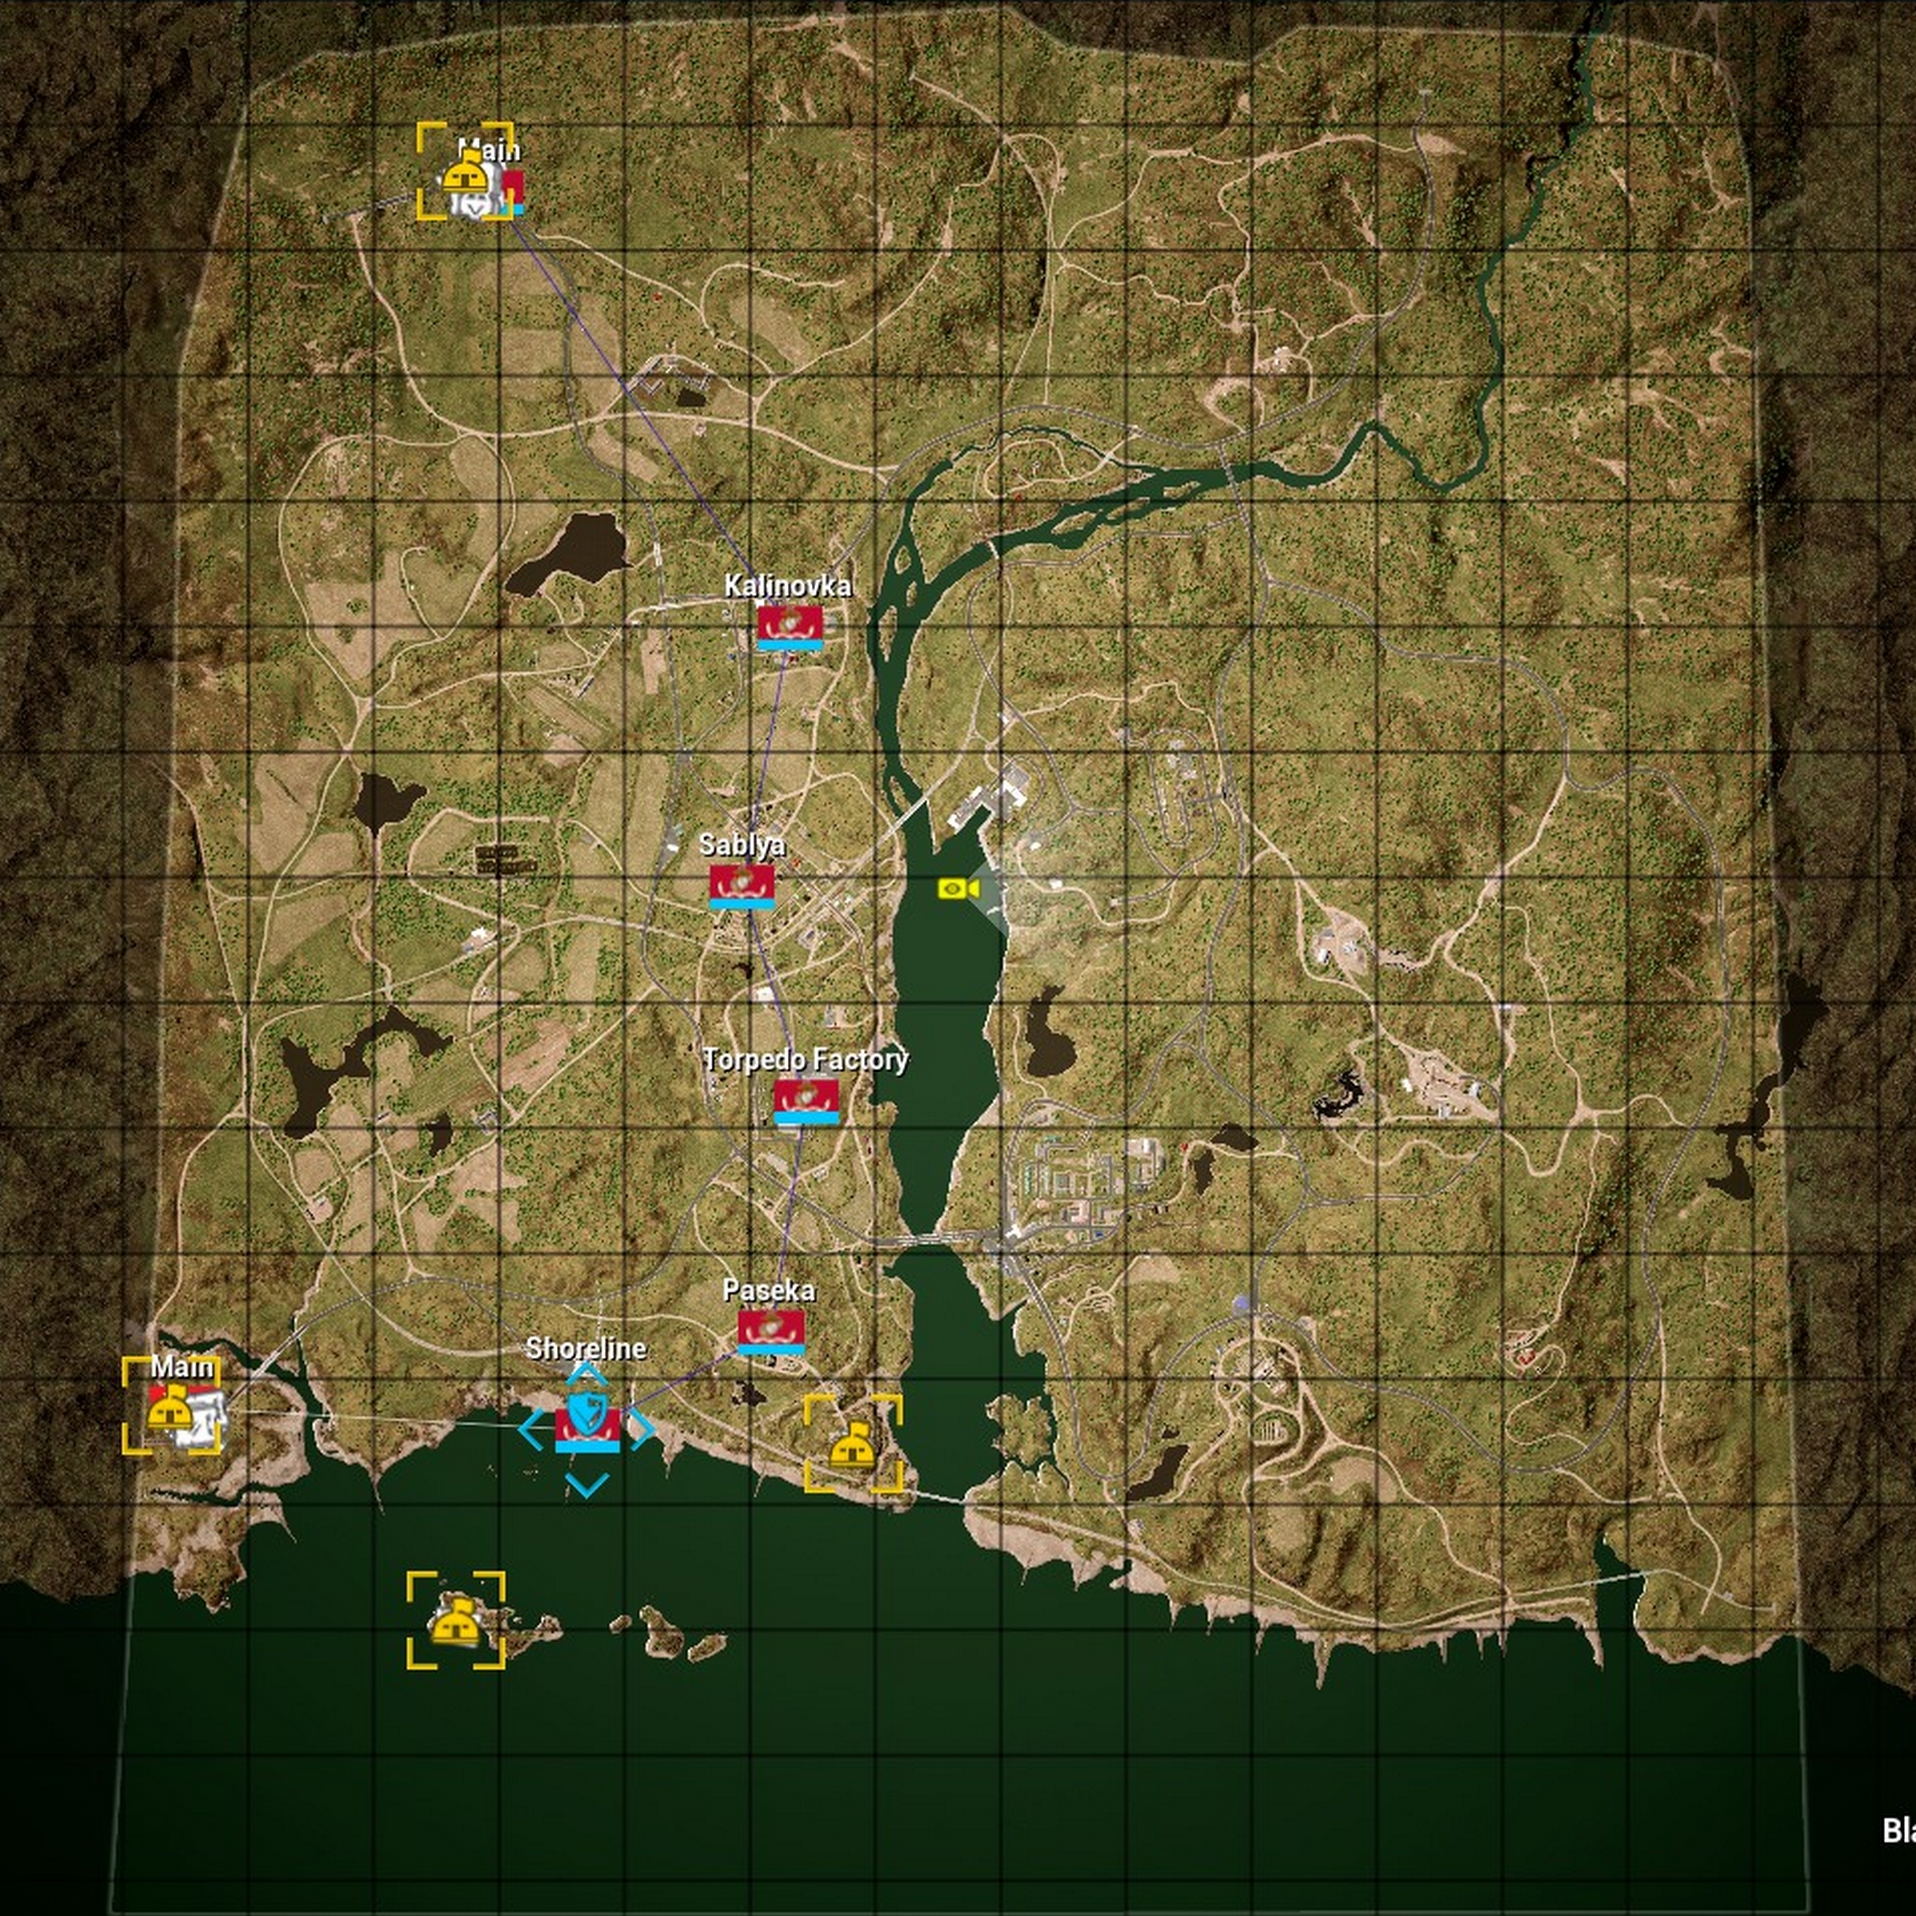 Main
Kalinovka
Sablya
Torpedo Factory
Paseka
Shoreline
Main